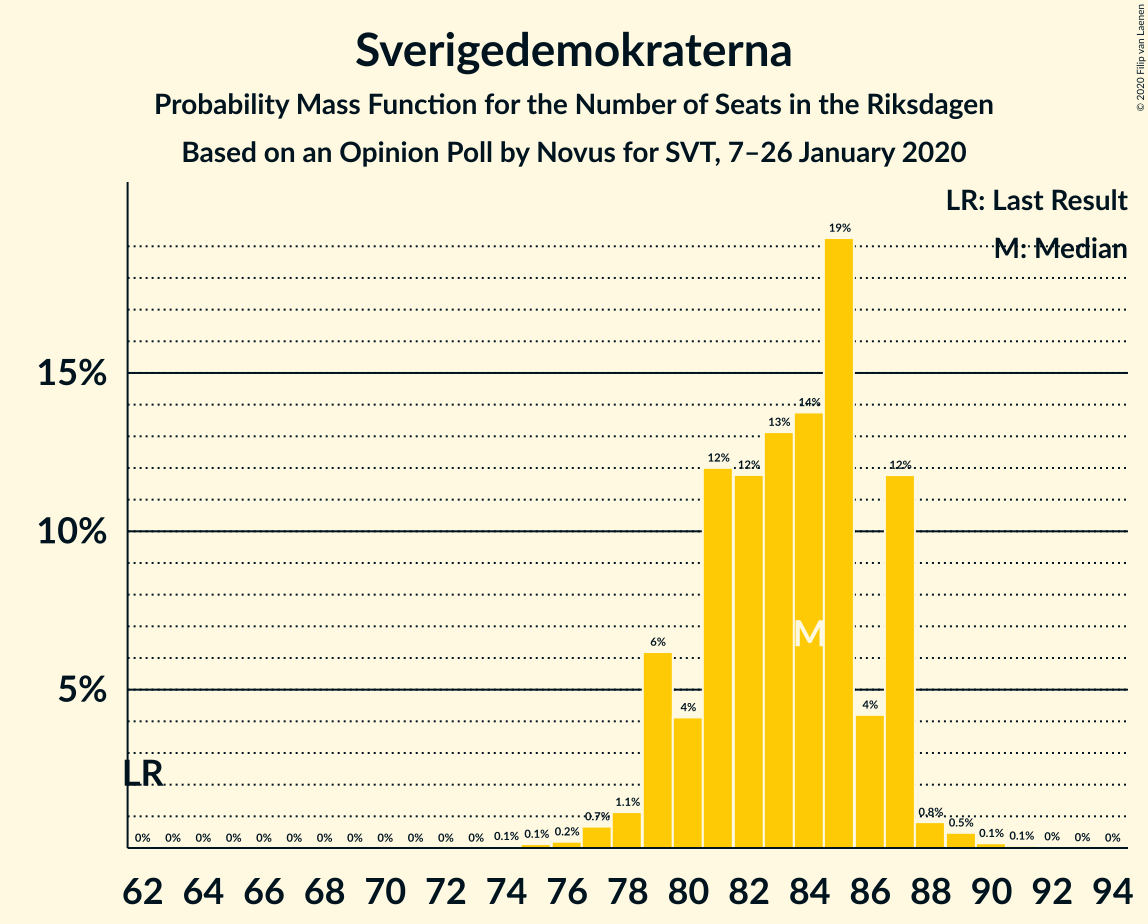 Sverigedemokraterna
Probability Mass Function for the Number of Seats in the Riksdagen
Based on an Opinion Poll by Novus for SVT, 7–26 January 2020
© 2020 Filip van Laenen
LR: Last Result
M: Median
15%
10%
5%
LR
M
0% 0% 0% 0% 0% 0% 0% 0% 0% 0% 0% 0% 0.1% 0.1% 0.2% 0.7% 1.1% 6% 4% 12% 12% 13% 14% 19% 4% 12% 0.8% 0.5% 0.1% 0.1% 0% 0% 0%
62 64 66 68 70 72 74 76 78 80 82 84 86 88 90 92 94